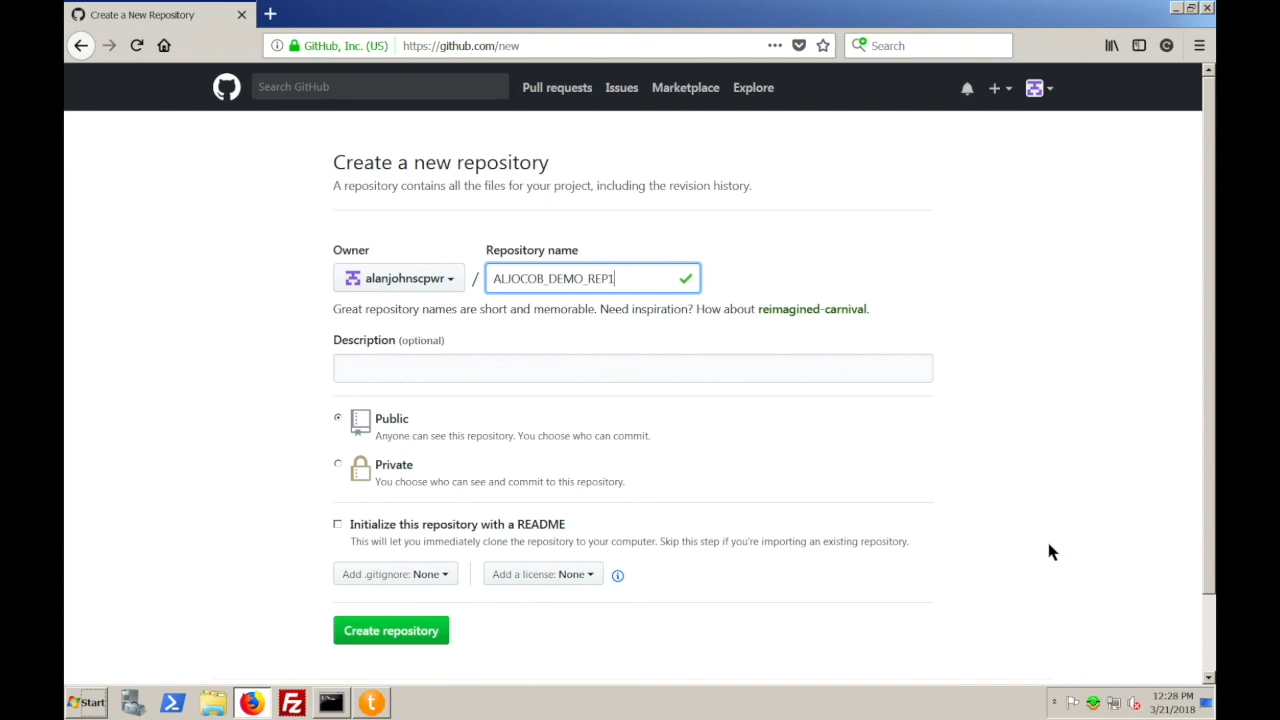 Create a New Repository
GitHub, Inc. (US)
https://github.com/new
Search
Search GitHub
Pull requests
Issues
Marketplace
Explore
Create a new repository
A repository contains all the files for your project, including the revision history.
Owner
Repository name
alanjohnscpwr
/
ALJOCOB_DEMO_REP1
Great repository names are short and memorable. Need inspiration? How about reimagined-carnival.
Description (optional)
Public
Anyone can see this repository. You choose who can commit.
Private
You choose who can see and commit to this repository.
Initialize this repository with a README
This will let you immediately clone the repository to your computer. Skip this step if you're importing an existing repository.
Add .gitignore: None
Add a license: None
Create repository
Start
12:28 PM
3/21/2018